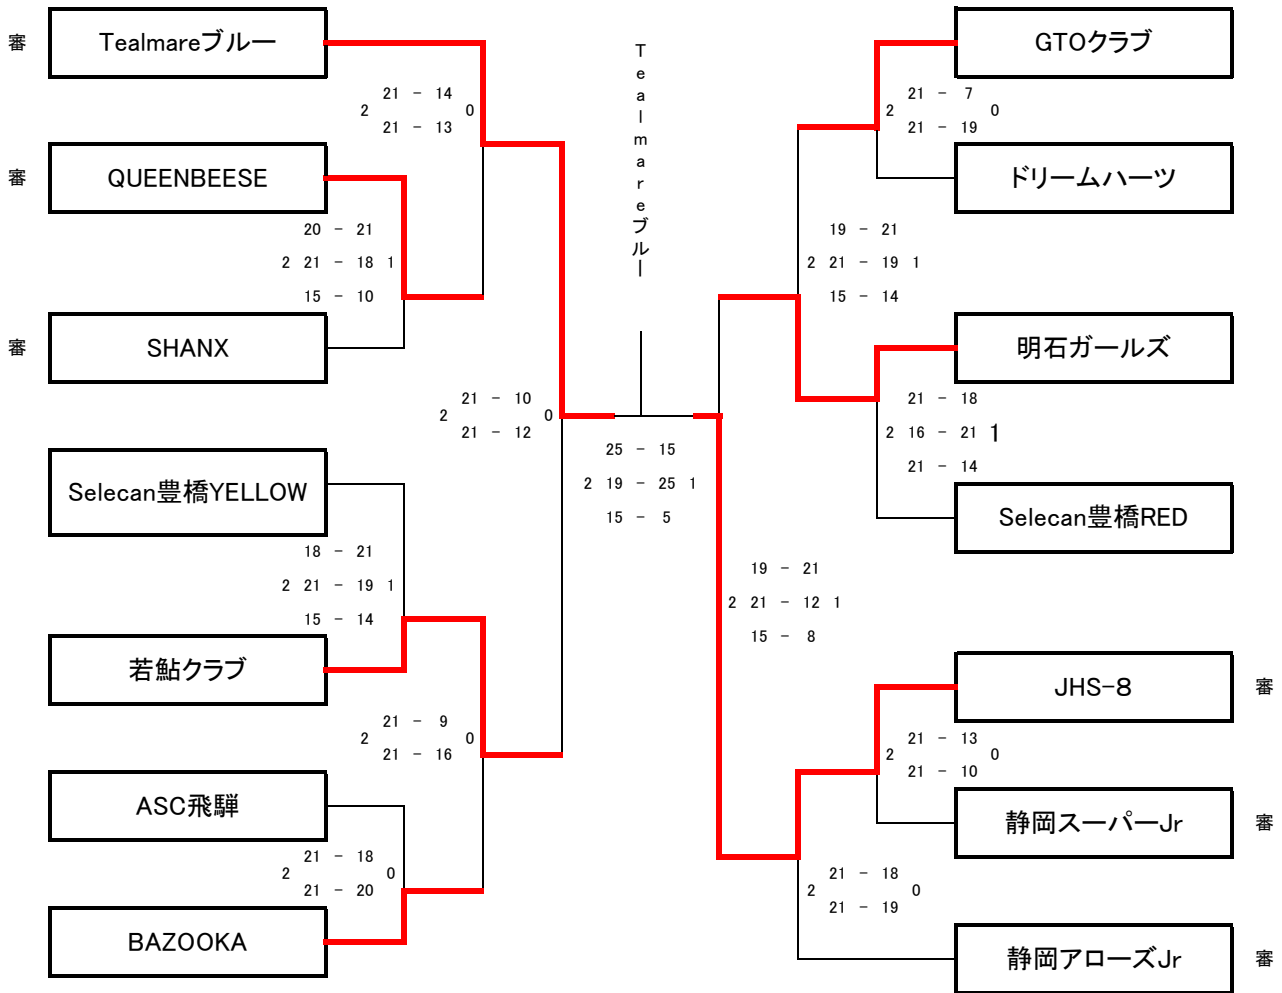 審
Tealmareブルー
21 - 14
2 0
21 - 13
審
QUEENBEESE
20 - 21
2 21 - 18 1
15 - 10
審
SHANX
21 - 10
2 0
21 - 12
Selecan豊橋YELLOW
18 - 21
2 21 - 19 1
15 - 14
若鮎クラブ
21 - 9
2 0
21 - 16
ASC飛騨
21 - 18
2 0
21 - 20
BAZOOKA
Tealmareブルー
25 - 15
2 19 - 25 1
15 - 5
GTOクラブ
21 - 7
2 0
21 - 19
ドリームハーツ
19 - 21
2 21 - 19 1
15 - 14
明石ガールズ
21 - 18
2 16 - 21 1
21 - 14
Selecan豊橋RED
19 - 21
2 21 - 12 1
15 - 8
JHS-8
審
21 - 13
2 0
21 - 10
静岡スーパーJr
審
21 - 18
2 0
21 - 19
静岡アローズJr
審